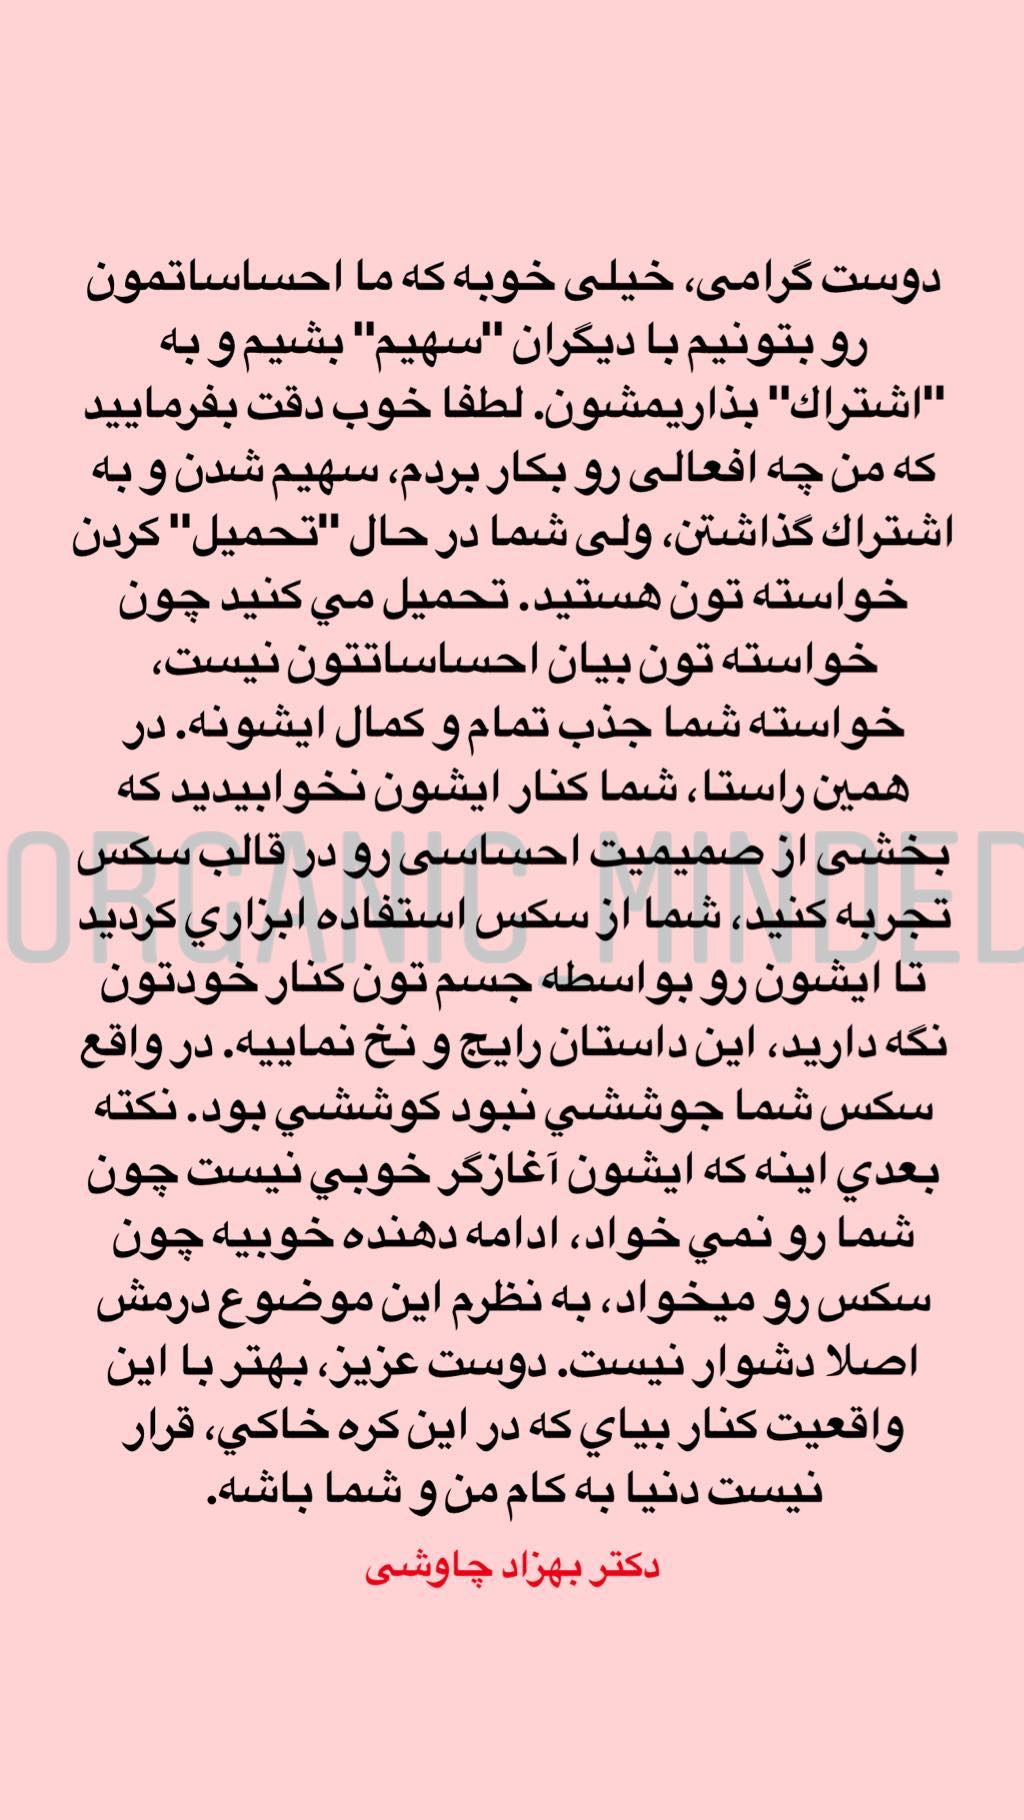 دوست گرامی، خیلی خوبه که ما احساساتمون
رو بتونیم با دیگران "سهیم" بشیم و به
"اشتراك" بذاریمشون. لطفا خوب دقت بفرمایید
که من چه افعالی رو بکار بردم، سهیم شدن و به
اشتراك گذاشتن، ولی شما در حال "تحمیل" کردن
خواسته تون هستید. تحمیل مي کنید چون
خواسته تون بیان احساساتتون نیست،
خواسته شما جذب تمام و کمال ایشونه. در
همین راستا، شما کنار ایشون نخوابیدید که
بخشی از صمیمیت احساسی رو در قالب سکس
تجربه کنید، شما از سکس استفاده ابزاري کردید
تا ایشون رو بواسطه جسم تون کنار خودتون
نگه دارید، این داستان رایج و نخ نماییه. در واقع
سکس شما جوششي نبود کوششي بود. نکته
بعدي اینه که ایشون آغازگر خوبي نیست چون
شما رو نمي خواد، ادامه دهنده خوبیه چون
سکس رو میخواد، به نظرم این موضوع درمش
اصلا دشوار نیست. دوست عزیز، بهتر با این
واقعیت کنار بیاي که در این کره خاکي، قرار
نیست دنیا به کام من و شما باشه.
دکتر بهزاد چاوشی
ORGANIC_MINDED